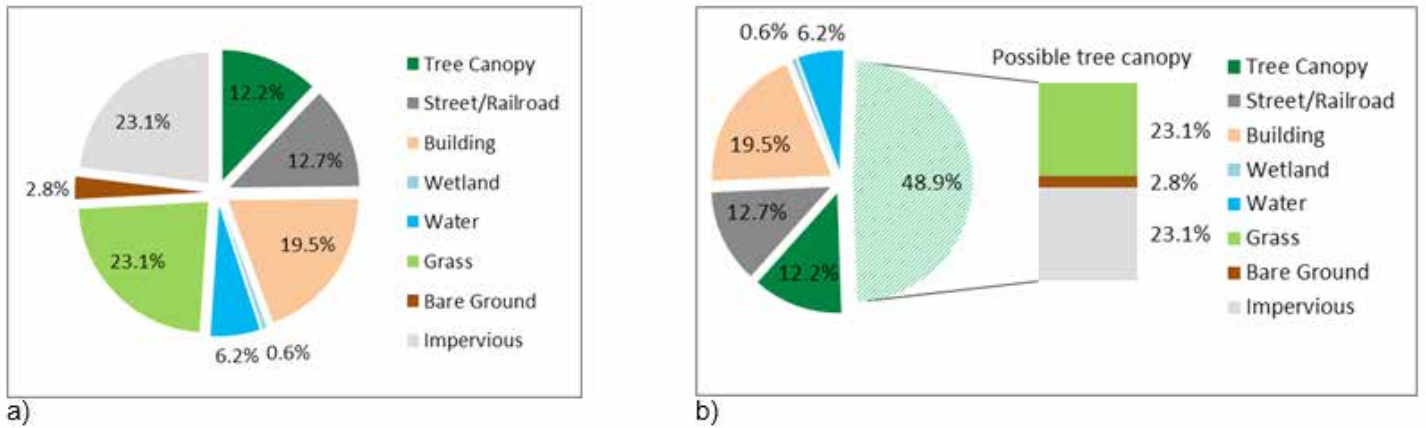 12.2%
12.7%
19.5%
0.6%
6.2%
23.1%
2.8%
23.1%
Tree Canopy
Street/Railroad
Building
Wetland
Water
Grass
Bare Ground
Impervious
a)
0.6% 6.2%
19.5%
12.7%
12.2%
48.9%
Possible tree canopy
23.1%
2.8%
23.1%
Tree Canopy
Street/Railroad
Building
Wetland
Water
Grass
Bare Ground
Impervious
b)